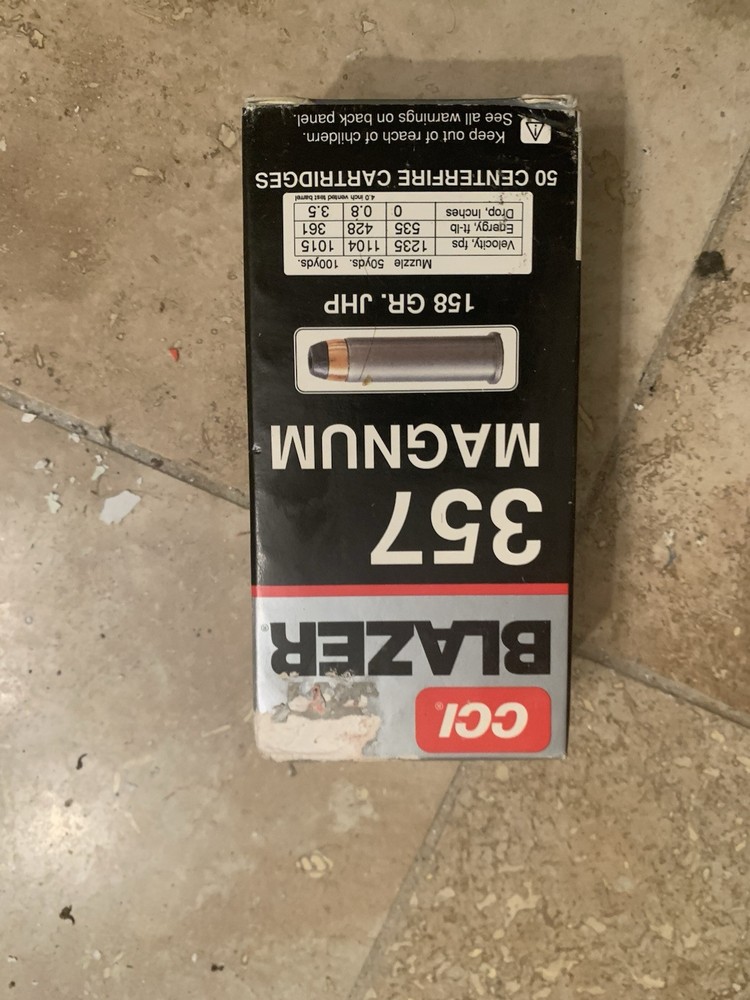 CCI®
BLAZER®
357
MAGNUM
158 GR. JHP
Muzzle 50yds. 100yds.
Velocity, fps 1235 1104 1015
Energy, ft-lb 535 428 361
Drop, inches 0 0.8 3.5
4.0 inch vented test barrel
50 CENTERFIRE CARTRIDGES
Keep out of reach of childern.
See all warnings on back panel.